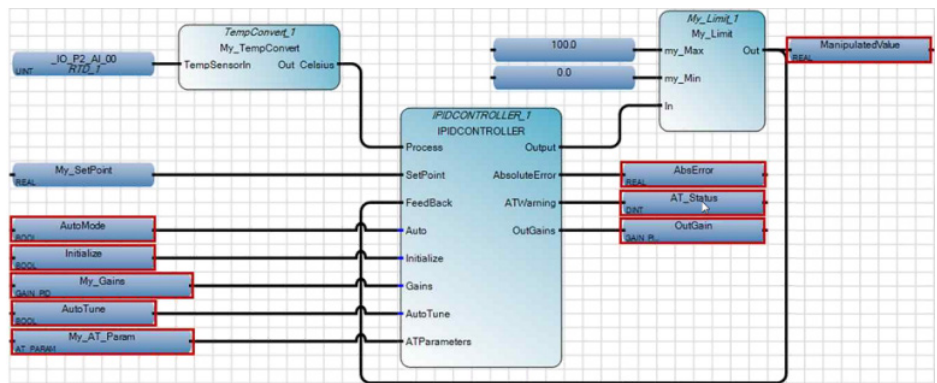 TempConvert_1
My_TempConvert
TempSensorIn Out_Celsius
_IO_P2_AI_00
UINT RTD_1
My_Limit_1
My_Limit
my_Max Out
my_Min
In
100.0
0.0
ManipulatedValue
REAL
IPIDCONTROLLER_1
IPIDCONTROLLER
Process Output
SetPoint AbsoluteError
FeedBack ATWarning
Auto OutGains
Initialize
Gains
AutoTune
ATParameters
My_SetPoint
REAL
AutoMode
BOOL
Initialize
BOOL
My_Gains
GAIN_PID
AutoTune
BOOL
My_AT_Param
AT_PARAM
AbsError
REAL
AT_Status
DINT
OutGain
GAIN_PI...